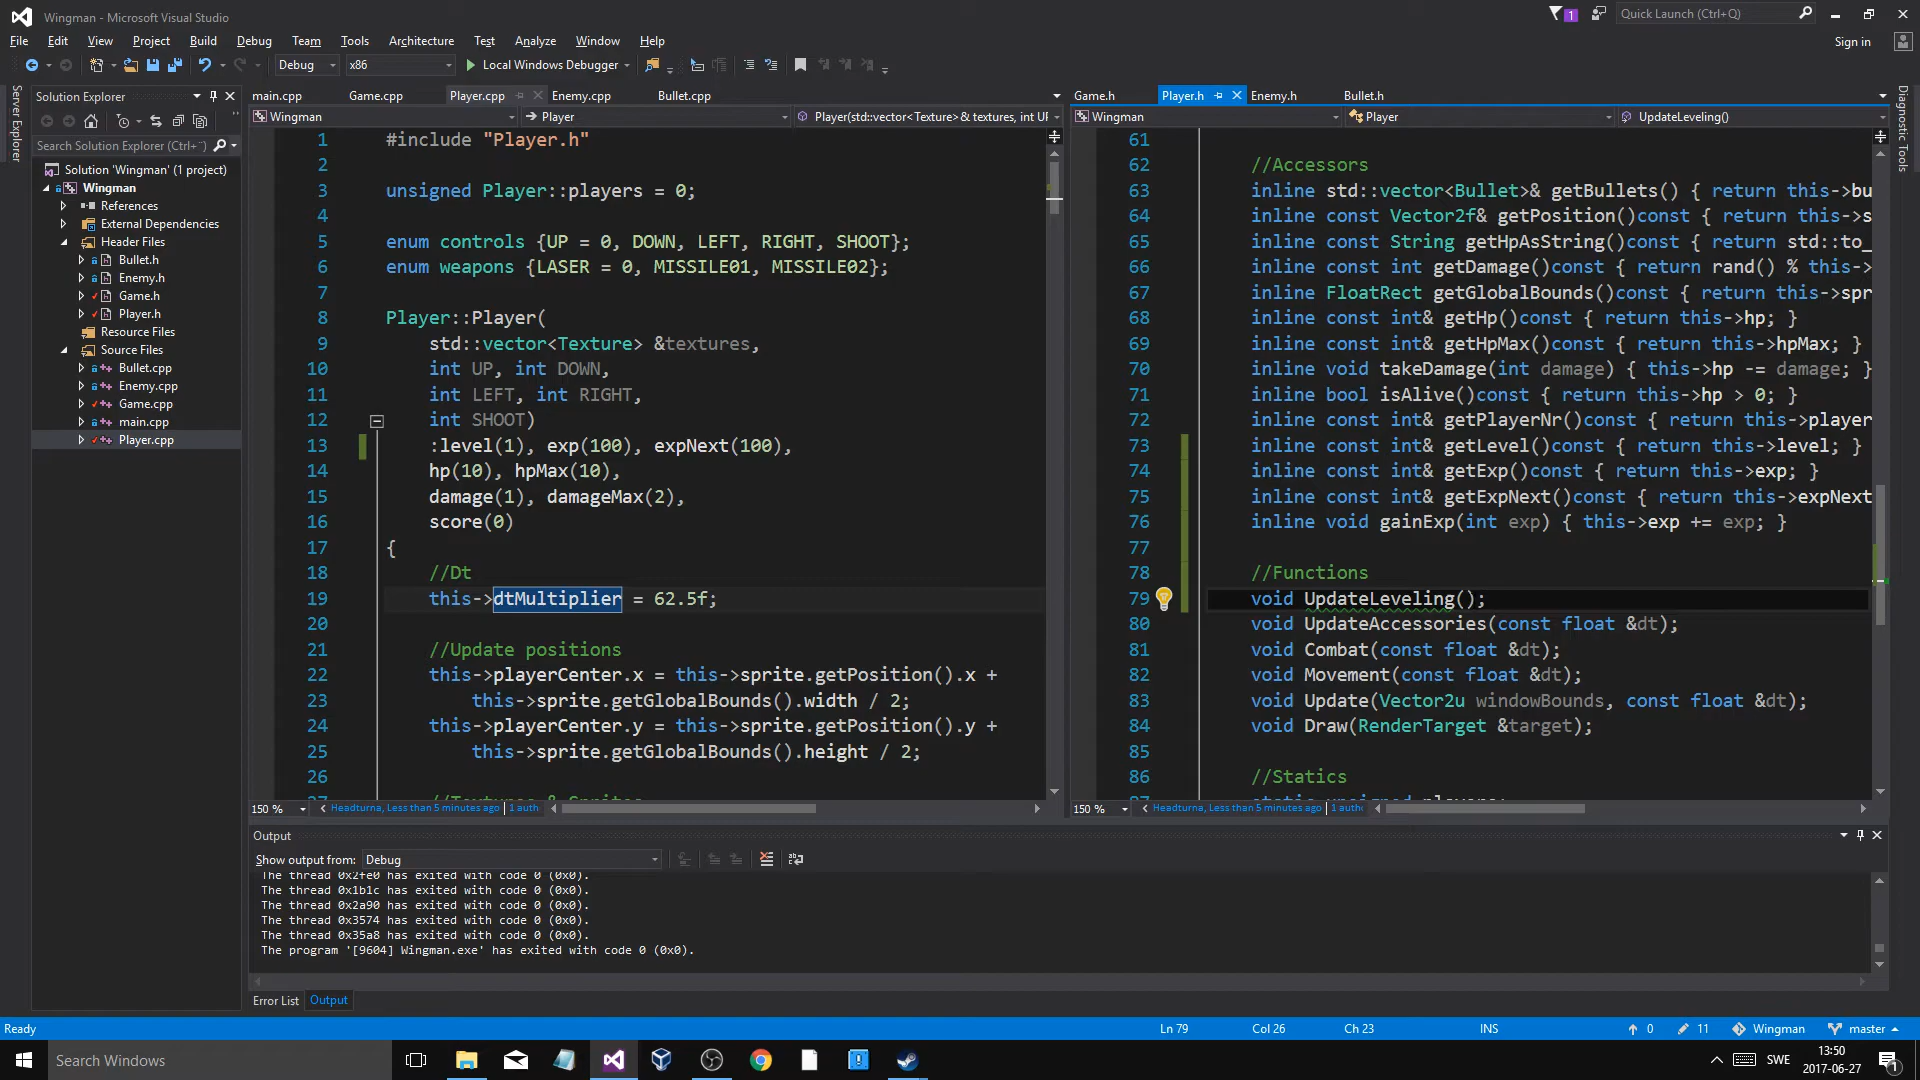 Wingman - Microsoft Visual Studio
1
Quick Launch (Ctrl+Q)
File Edit View Project Build Debug Team Tools Architecture Test Analyze Window Help
Sign in
Debug x86 Local Windows Debugger
Server Explorer
Solution Explorer
Search Solution Explorer (Ctrl+
Solution 'Wingman' (1 project)
Wingman
References
External Dependencies
Header Files
Bullet.h
Enemy.h
Game.h
Player.h
Resource Files
Source Files
Bullet.cpp
Enemy.cpp
Game.cpp
main.cpp
Player.cpp
main.cpp Game.cpp Player.cpp Enemy.cpp Bullet.cpp
Wingman Player Player(std::vector<Texture>& textures, int UP
1 #include "Player.h"
2
3 unsigned Player::players = 0;
4
5 enum controls {UP = 0, DOWN, LEFT, RIGHT, SHOOT};
6 enum weapons {LASER = 0, MISSILE01, MISSILE02};
7
8 Player::Player(
9 std::vector<Texture> &textures,
10 int UP, int DOWN,
11 int LEFT, int RIGHT,
12 int SHOOT)
13 :level(1), exp(100), expNext(100),
14 hp(10), hpMax(10),
15 damage(1), damageMax(2),
16 score(0)
17 {
18 //Dt
19 this->dtMultiplier = 62.5f;
20
21 //Update positions
22 this->playerCenter.x = this->sprite.getPosition().x +
23 this->sprite.getGlobalBounds().width / 2;
24 this->playerCenter.y = this->sprite.getPosition().y +
25 this->sprite.getGlobalBounds().height / 2;
26
27 //Textures & Sprites
150 % Headturna, Less than 5 minutes ago | 1 auth
Game.h Player.h Enemy.h Bullet.h
Wingman Player UpdateLeveling()
61
62 //Accessors
63 inline std::vector<Bullet>& getBullets() { return this->bu
64 inline const Vector2f& getPosition()const { return this->s
65 inline const String getHpAsString()const { return std::to_
66 inline const int getDamage()const { return rand() % this->
67 inline FloatRect getGlobalBounds()const { return this->spr
68 inline const int& getHp()const { return this->hp; }
69 inline const int& getHpMax()const { return this->hpMax; }
70 inline void takeDamage(int damage) { this->hp -= damage; }
71 inline bool isAlive()const { return this->hp > 0; }
72 inline const int& getPlayerNr()const { return this->player
73 inline const int& getLevel()const { return this->level; }
74 inline const int& getExp()const { return this->exp; }
75 inline const int& getExpNext()const { return this->expNext
76 inline void gainExp(int exp) { this->exp += exp; }
77
78 //Functions
79 void UpdateLeveling();
80 void UpdateAccessories(const float &dt);
81 void Combat(const float &dt);
82 void Movement(const float &dt);
83 void Update(Vector2u windowBounds, const float &dt);
84 void Draw(RenderTarget &target);
85
86 //Statics
87 static unsigned players;
150 % Headturna, Less than 5 minutes ago | 1 autho
Diagnostic Tools
Output
Show output from: Debug
The thread 0x2fe0 has exited with code 0 (0x0).
The thread 0x1b1c has exited with code 0 (0x0).
The thread 0x2a90 has exited with code 0 (0x0).
The thread 0x3574 has exited with code 0 (0x0).
The thread 0x35a8 has exited with code 0 (0x0).
The program '[9604] Wingman.exe' has exited with code 0 (0x0).
Error List Output
Ready Ln 79 Col 26 Ch 23 INS 0 11 Wingman master
Search Windows
SWE
13:50
2017-06-27
1